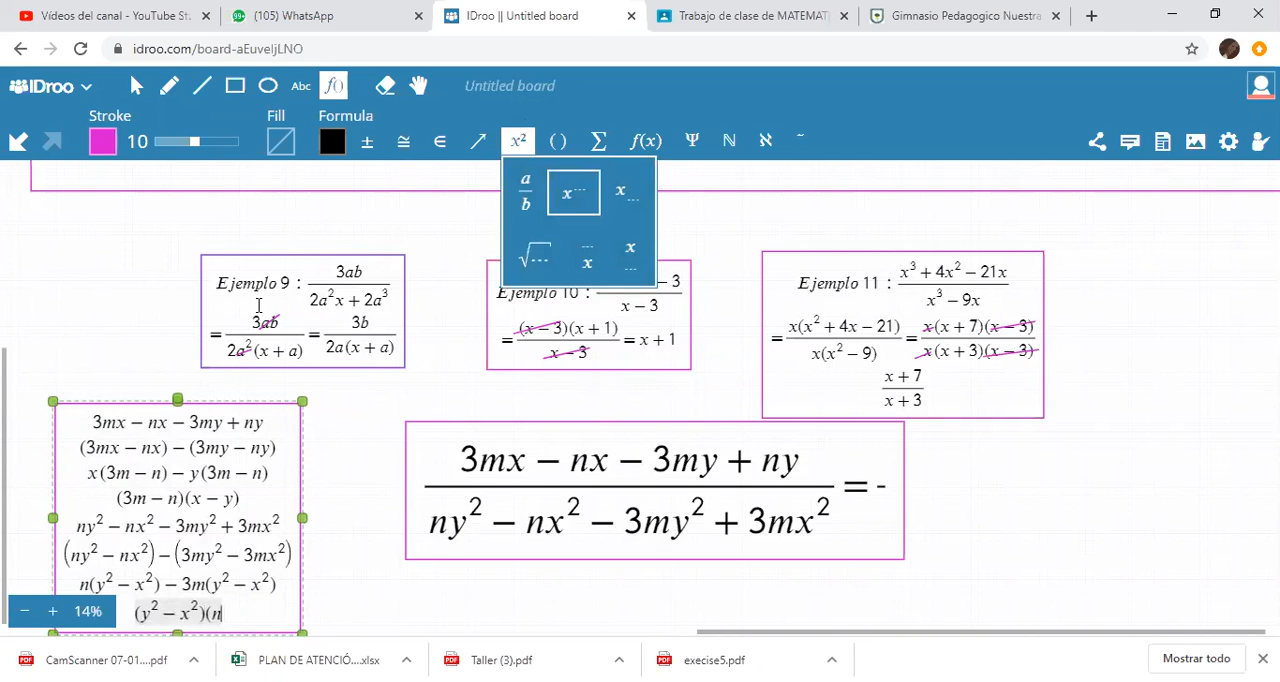 Vídeos del canal - YouTube St
(105) WhatsApp
IDroo || Untitled board
Trabajo de clase de MATEMAT
Gimnasio Pedagogico Nuestra
idroo.com/board-aEuveIjLNO
IDroo
Abc
f()
Untitled board
Stroke
Fill
Formula
10
± ≅ ∈ x² () ∑ f(x) Ψ ℕ ℵ ~
a/b x⁻⁻⁻ x
√ x x
Ejemplo 9 : 3ab / 2a²x + 2a³
= 3ab / 2a²(x + a) = 3b / 2a(x + a)
Ejemplo 10 : − 3 / x − 3
= (x − 3)(x + 1) / x − 3 = x + 1
Ejemplo 11 : x³ + 4x² − 21x / x³ − 9x
= x(x² + 4x − 21) / x(x² − 9) = x(x + 7)(x − 3) / x(x + 3)(x − 3)
x + 7 / x + 3
3mx − nx − 3my + ny
(3mx − nx) − (3my − ny)
x(3m − n) − y(3m − n)
(3m − n)(x − y)
ny² − nx² − 3my² + 3mx²
(ny² − nx²) − (3my² − 3mx²)
n(y² − x²) − 3m(y² − x²)
(y² − x²)(n
3mx − nx − 3my + ny / ny² − nx² − 3my² + 3mx² = -
− + 14%
CamScanner 07-01....pdf
PLAN DE ATENCIÓ....xlsx
Taller (3).pdf
execise5.pdf
Mostrar todo